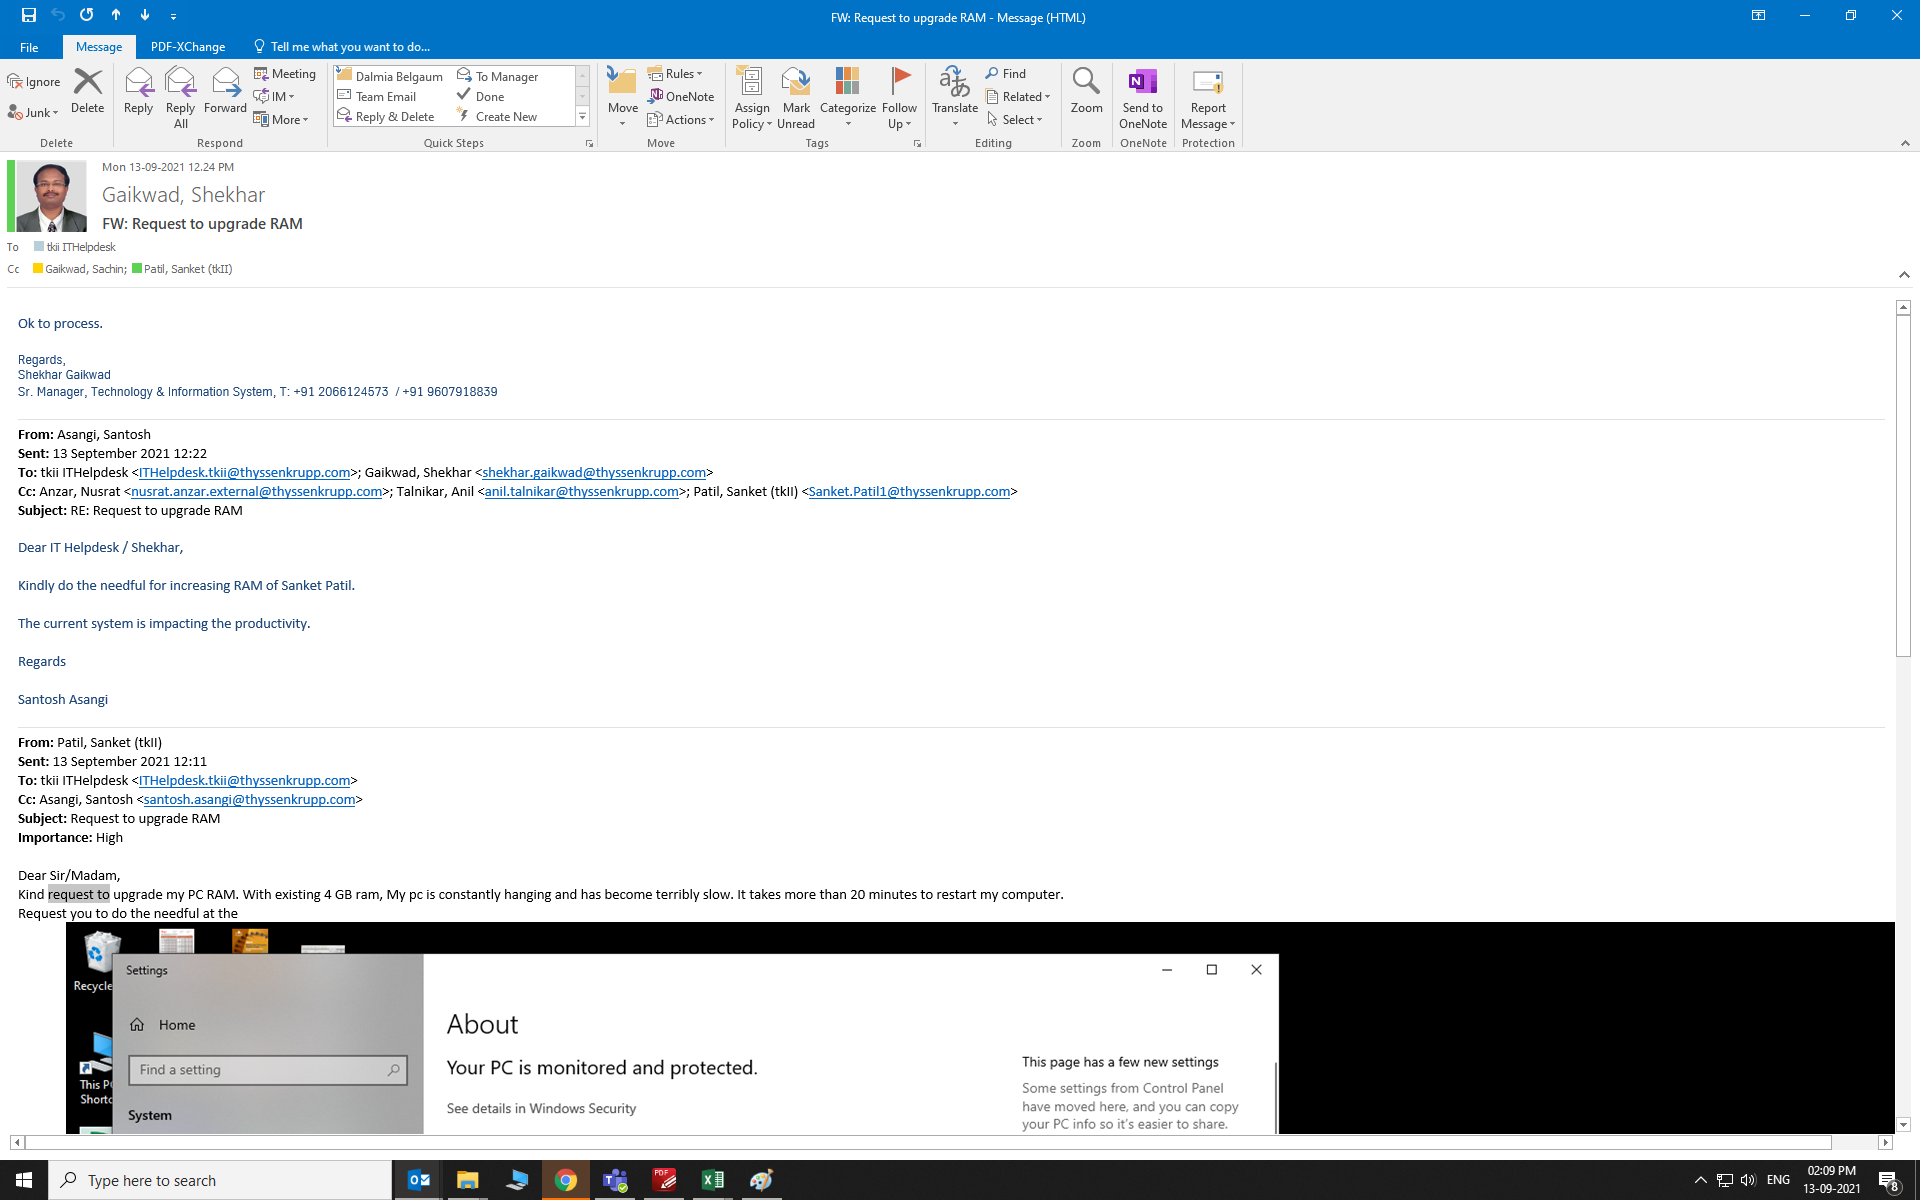 FW: Request to upgrade RAM - Message (HTML)
File Message PDF-XChange Tell me what you want to do...
Ignore
Junk
Delete
Reply
Reply All
Forward
Meeting
IM
More
Dalmia Belgaum
Team Email
Reply & Delete
To Manager
Done
Create New
Move
Rules
OneNote
Actions
Assign Policy
Mark Unread
Categorize
Follow Up
Translate
Find
Related
Select
Zoom
Send to OneNote
Report Message
Delete Respond Quick Steps Move Tags Editing Zoom OneNote Protection
Mon 13-09-2021 12.24 PM
Gaikwad, Shekhar
FW: Request to upgrade RAM
To tkii ITHelpdesk
Cc Gaikwad, Sachin; Patil, Sanket (tkII)
Ok to process.
Regards,
Shekhar Gaikwad
Sr. Manager, Technology & Information System, T: +91 2066124573 / +91 9607918839
From: Asangi, Santosh
Sent: 13 September 2021 12:22
To: tkii ITHelpdesk <ITHelpdesk.tkii@thyssenkrupp.com>; Gaikwad, Shekhar <shekhar.gaikwad@thyssenkrupp.com>
Cc: Anzar, Nusrat <nusrat.anzar.external@thyssenkrupp.com>; Talnikar, Anil <anil.talnikar@thyssenkrupp.com>; Patil, Sanket (tkII) <Sanket.Patil1@thyssenkrupp.com>
Subject: RE: Request to upgrade RAM
Dear IT Helpdesk / Shekhar,
Kindly do the needful for increasing RAM of Sanket Patil.
The current system is impacting the productivity.
Regards
Santosh Asangi
From: Patil, Sanket (tkII)
Sent: 13 September 2021 12:11
To: tkii ITHelpdesk <ITHelpdesk.tkii@thyssenkrupp.com>
Cc: Asangi, Santosh <santosh.asangi@thyssenkrupp.com>
Subject: Request to upgrade RAM
Importance: High
Dear Sir/Madam,
Kind request to upgrade my PC RAM. With existing 4 GB ram, My pc is constantly hanging and has become terribly slow. It takes more than 20 minutes to restart my computer.
Request you to do the needful at the
Recycle
This PC
Shortc
Settings
Home
Find a setting
System
About
Your PC is monitored and protected.
See details in Windows Security
This page has a few new settings
Some settings from Control Panel
have moved here, and you can copy
your PC info so it's easier to share.
Type here to search
PDF
ENG
02:09 PM
13-09-2021
8